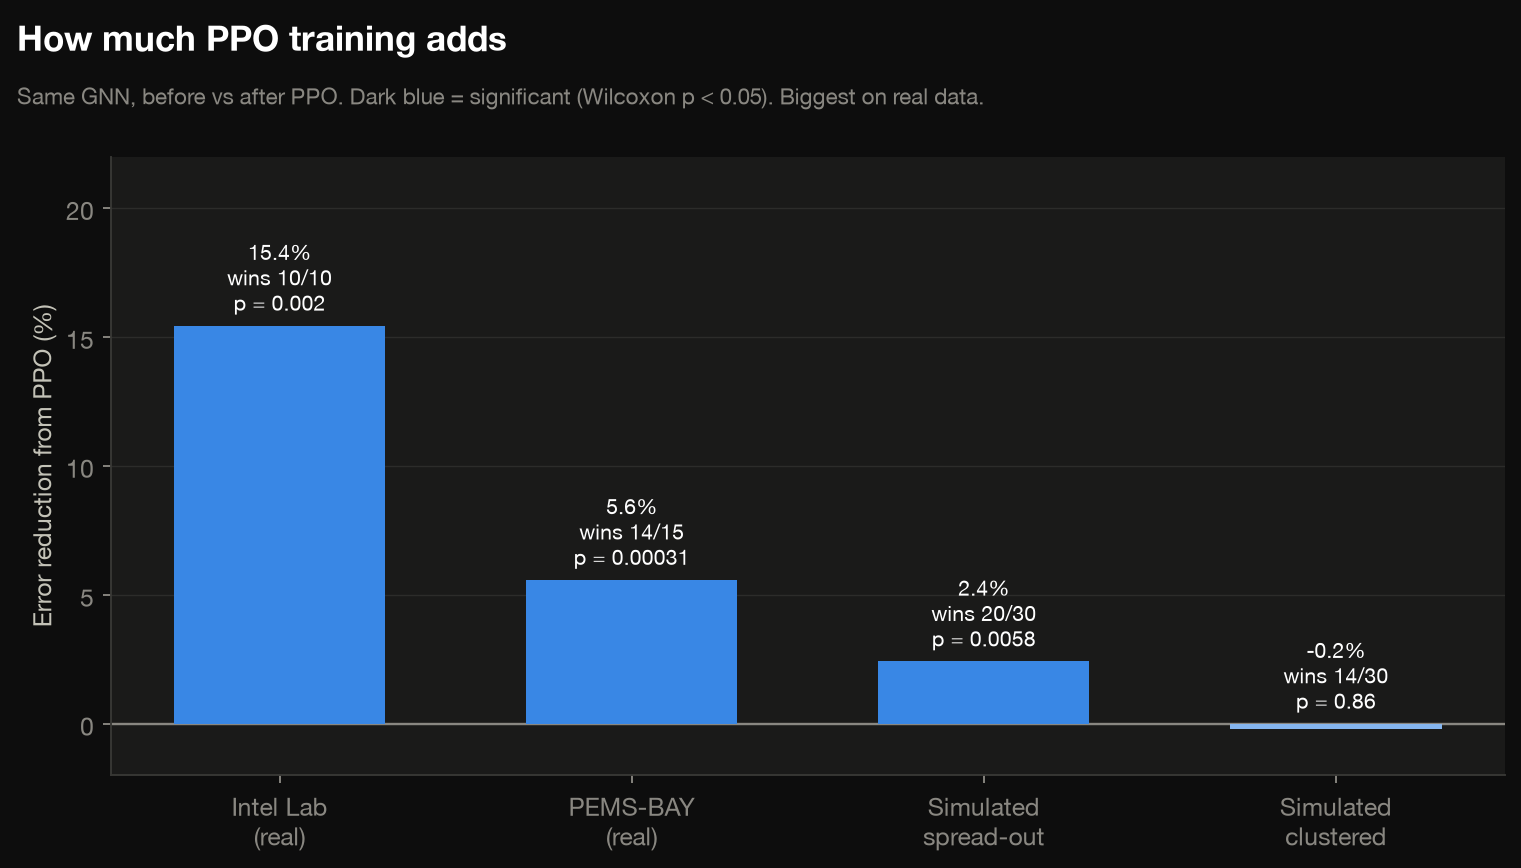 How much PPO training adds
Same GNN, before vs after PPO. Dark blue = significant (Wilcoxon p < 0.05). Biggest on real data.
Error reduction from PPO (%)
20
15
10
5
0
15.4%
wins 10/10
p = 0.002
5.6%
wins 14/15
p = 0.00031
2.4%
wins 20/30
p = 0.0058
-0.2%
wins 14/30
p = 0.86
Intel Lab
(real)
PEMS-BAY
(real)
Simulated
spread-out
Simulated
clustered